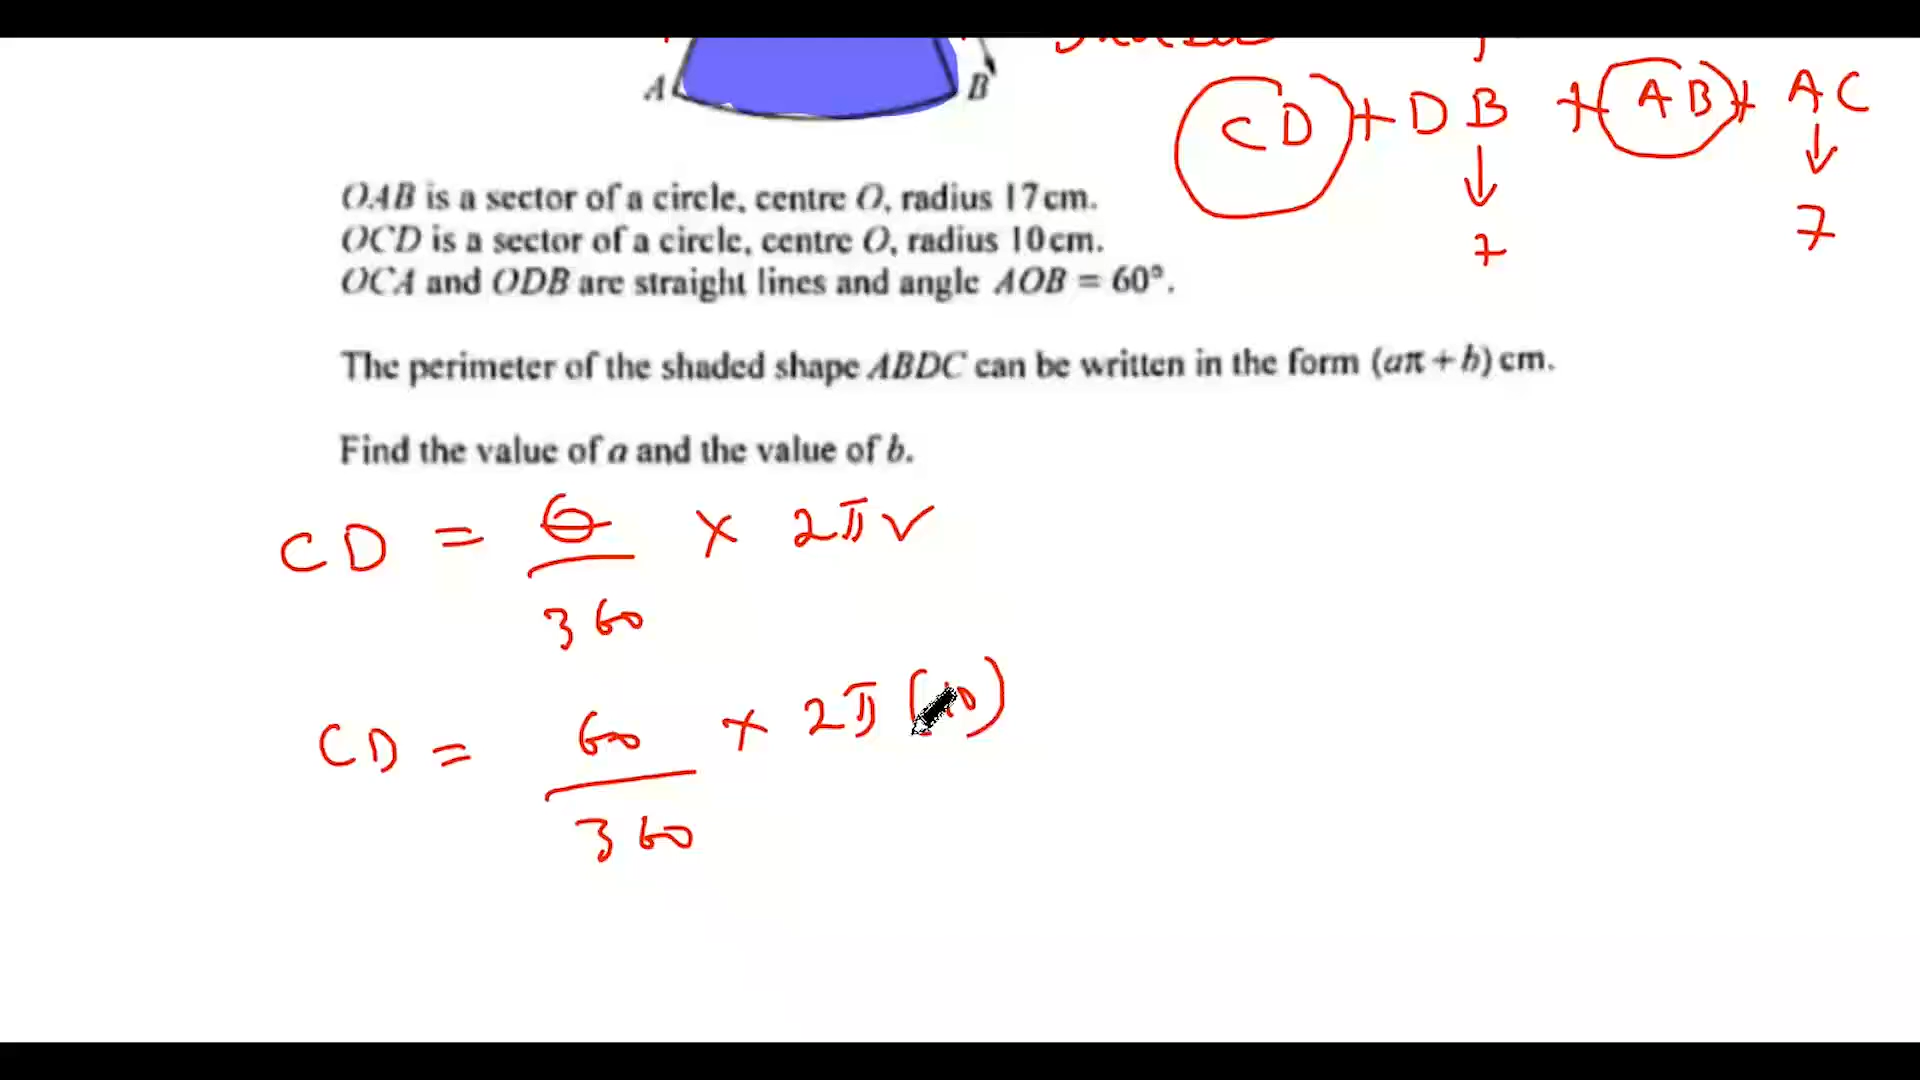 A B
CD + DB + AB + AC
7 7
OAB is a sector of a circle, centre O, radius 17 cm.
OCD is a sector of a circle, centre O, radius 10 cm.
OCA and ODB are straight lines and angle AOB = 60°.
The perimeter of the shaded shape ABDC can be written in the form (aπ + b) cm.
Find the value of a and the value of b.
CD = θ/360 × 2πr
CD = 60/360 × 2π(10)